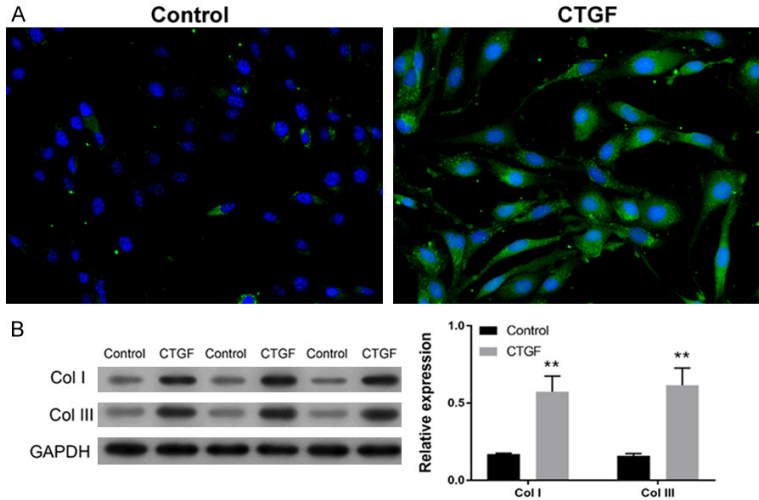 A
Control
CTGF
B
Control CTGF Control CTGF Control CTGF
Col I
Col III
GAPDH
Relative expression
1.0
0.5
0.0
Control
CTGF
**
**
Col I
Col III